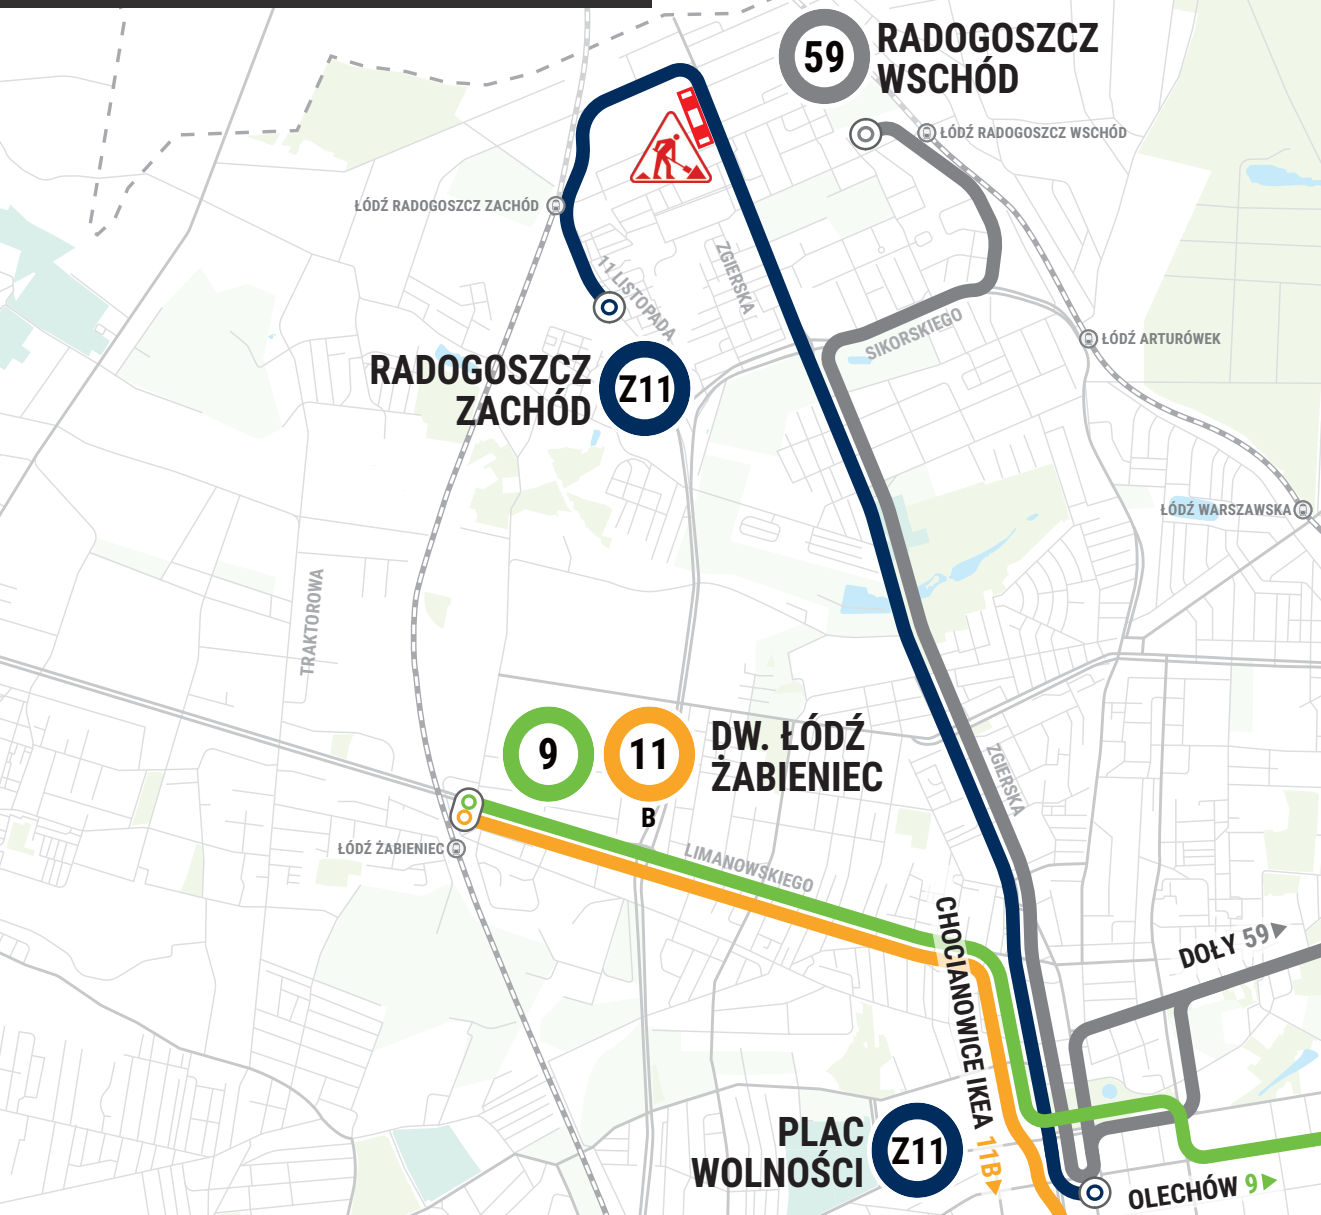 59
RADOGOSZCZ
WSCHÓD
ŁÓDŹ RADOGOSZCZ WSCHÓD
ŁÓDŹ RADOGOSZCZ ZACHÓD
11 LISTOPADA
ZGIERSKA
SIKORSKIEGO
ŁÓDŹ ARTURÓWEK
RADOGOSZCZ
ZACHÓD
Z11
ŁÓDŹ WARSZAWSKA
TRAKTOROWA
9
11
B
DW. ŁÓDŹ
ŻABIENIEC
ZGIERSKA
ŁÓDŹ ŻABIENIEC
LIMANOWSKIEGO
CHOCIANOWICE IKEA 11B
DOŁY 59
PLAC
WOLNOŚCI
Z11
OLECHÓW 9